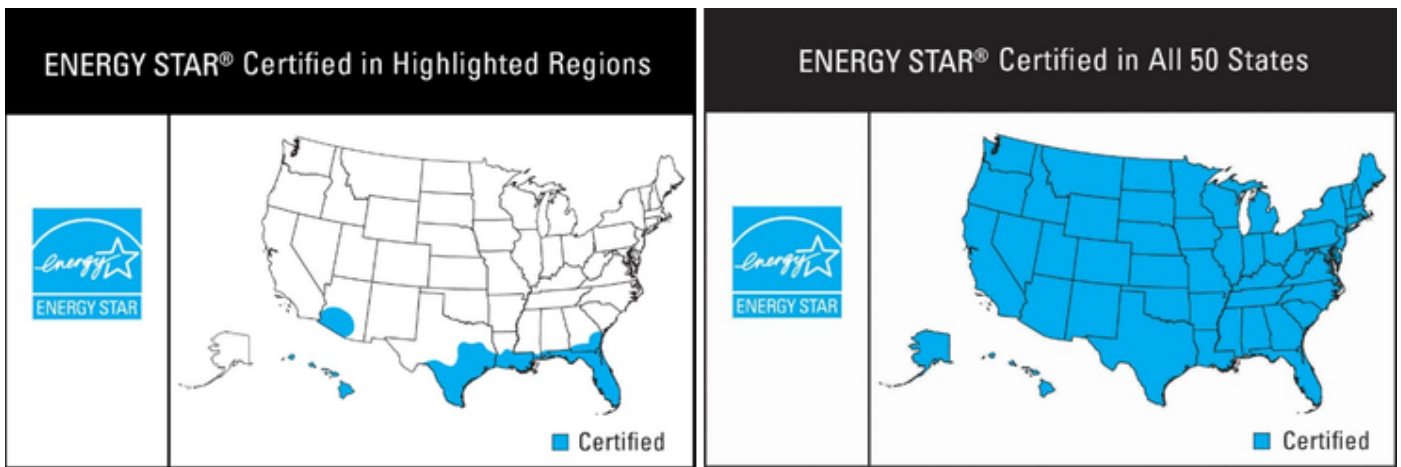 ENERGY STAR® Certified in Highlighted Regions
energy
ENERGY STAR
Certified
ENERGY STAR® Certified in All 50 States
energy
ENERGY STAR
Certified